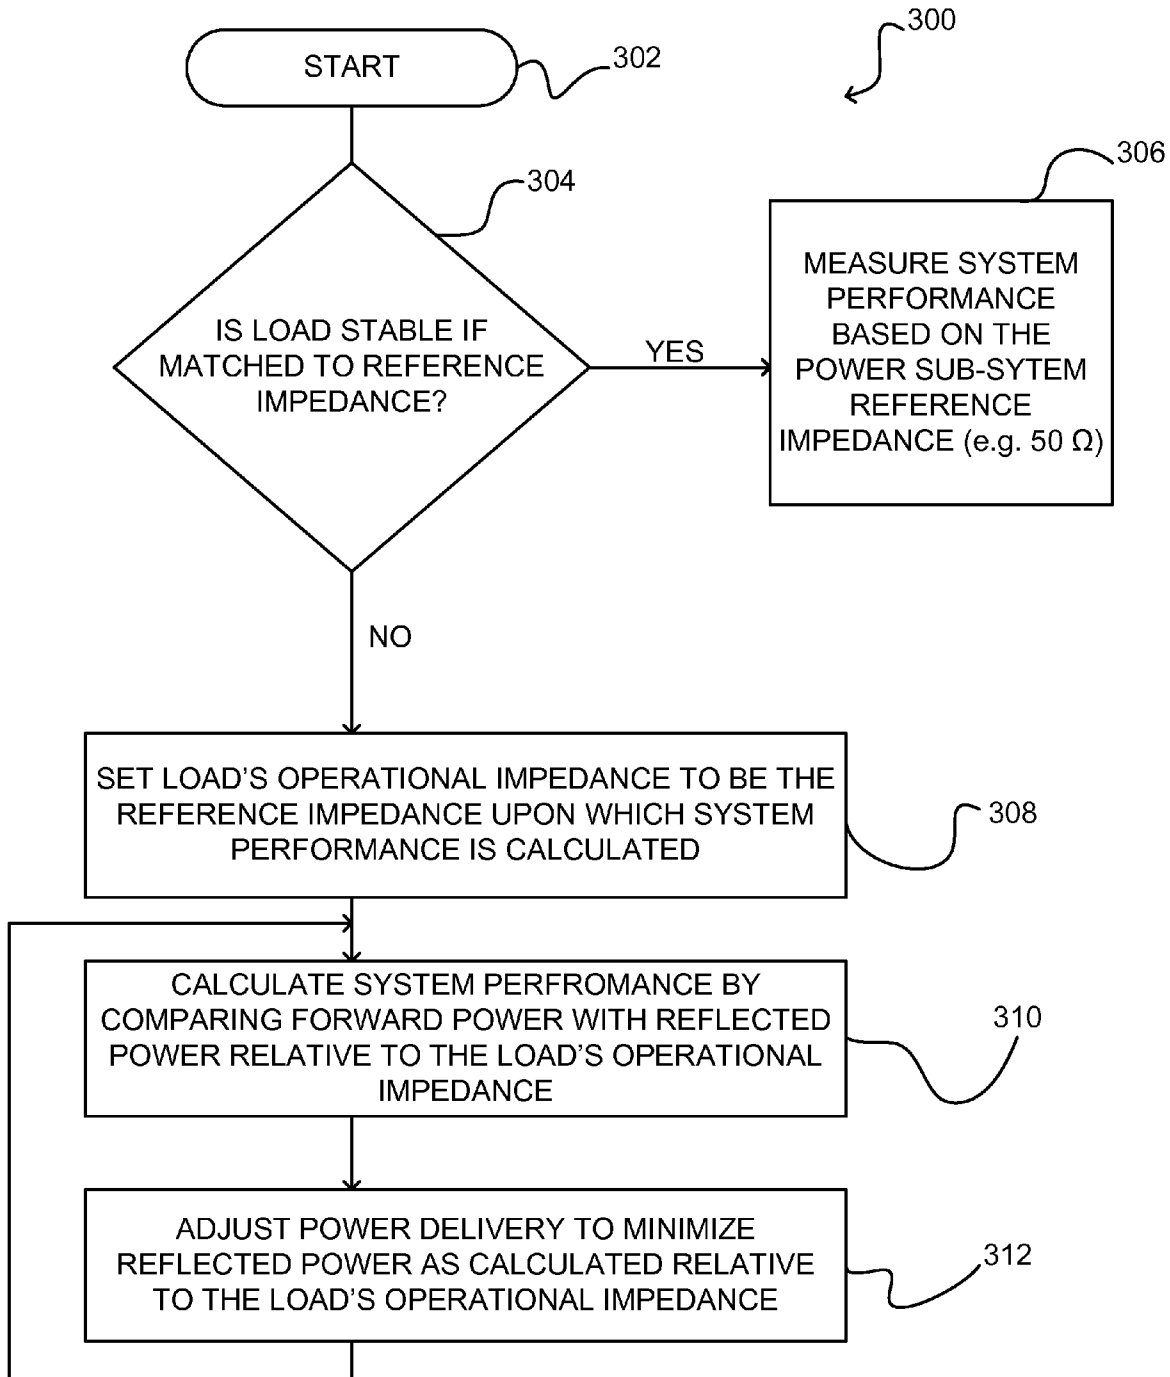 300
START
302
304
306
IS LOAD STABLE IF
MATCHED TO REFERENCE
IMPEDANCE?
YES
MEASURE SYSTEM
PERFORMANCE
BASED ON THE
POWER SUB-SYTEM
REFERENCE
IMPEDANCE (e.g. 50 Ω)
NO
SET LOAD'S OPERATIONAL IMPEDANCE TO BE THE
REFERENCE IMPEDANCE UPON WHICH SYSTEM
PERFORMANCE IS CALCULATED
308
CALCULATE SYSTEM PERFROMANCE BY
COMPARING FORWARD POWER WITH REFLECTED
POWER RELATIVE TO THE LOAD'S OPERATIONAL
IMPEDANCE
310
ADJUST POWER DELIVERY TO MINIMIZE
REFLECTED POWER AS CALCULATED RELATIVE
TO THE LOAD'S OPERATIONAL IMPEDANCE
312